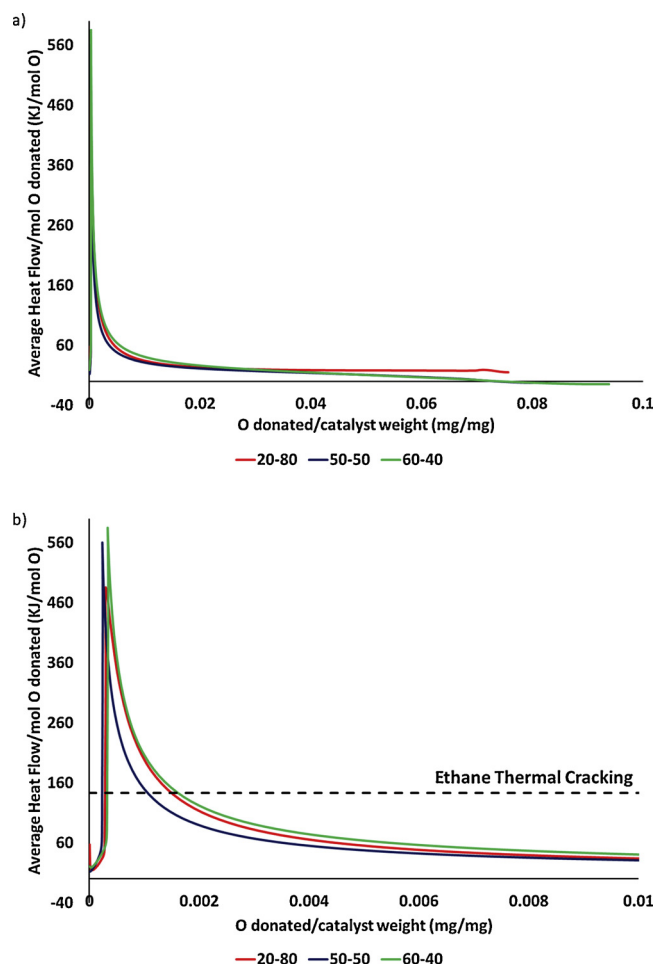 a)
Average Heat Flow/mol O donated (KJ/mol O)
560
460
360
260
160
60
-40
0
0.02
0.04
0.06
0.08
0.1
O donated/catalyst weight (mg/mg)
20-80 50-50 60-40
b)
Average Heat Flow/mol O donated (KJ/mol O)
560
460
360
260
160
60
-40
Ethane Thermal Cracking
0
0.002
0.004
0.006
0.008
0.01
O donated/catalyst weight (mg/mg)
20-80 50-50 60-40